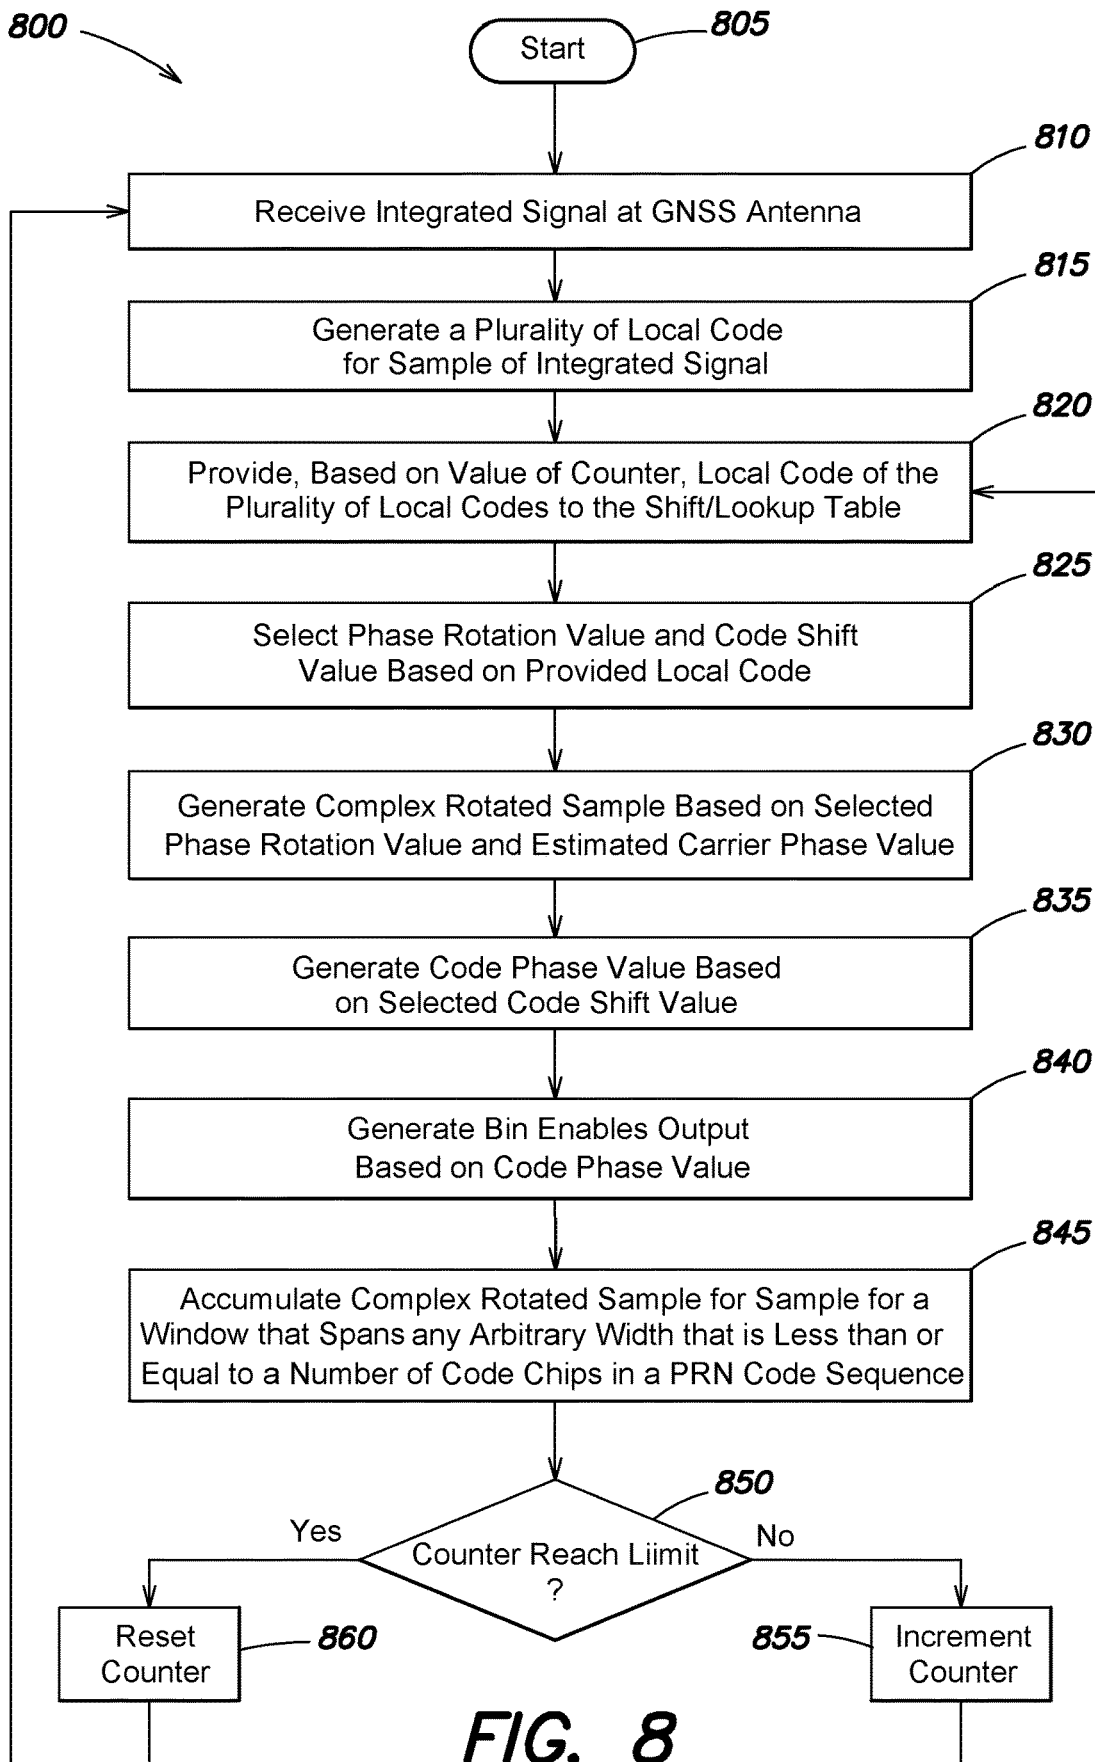 800
Start
805
810
Receive Integrated Signal at GNSS Antenna
815
Generate a Plurality of Local Code
for Sample of Integrated Signal
820
Provide, Based on Value of Counter, Local Code of the
Plurality of Local Codes to the Shift/Lookup Table
825
Select Phase Rotation Value and Code Shift
Value Based on Provided Local Code
830
Generate Complex Rotated Sample Based on Selected
Phase Rotation Value and Estimated Carrier Phase Value
835
Generate Code Phase Value Based
on Selected Code Shift Value
840
Generate Bin Enables Output
Based on Code Phase Value
845
Accumulate Complex Rotated Sample for Sample for a
Window that Spans any Arbitrary Width that is Less than or
Equal to a Number of Code Chips in a PRN Code Sequence
850
Yes
No
Counter Reach Liimit
?
Reset
Counter
860
855
Increment
Counter
FIG. 8